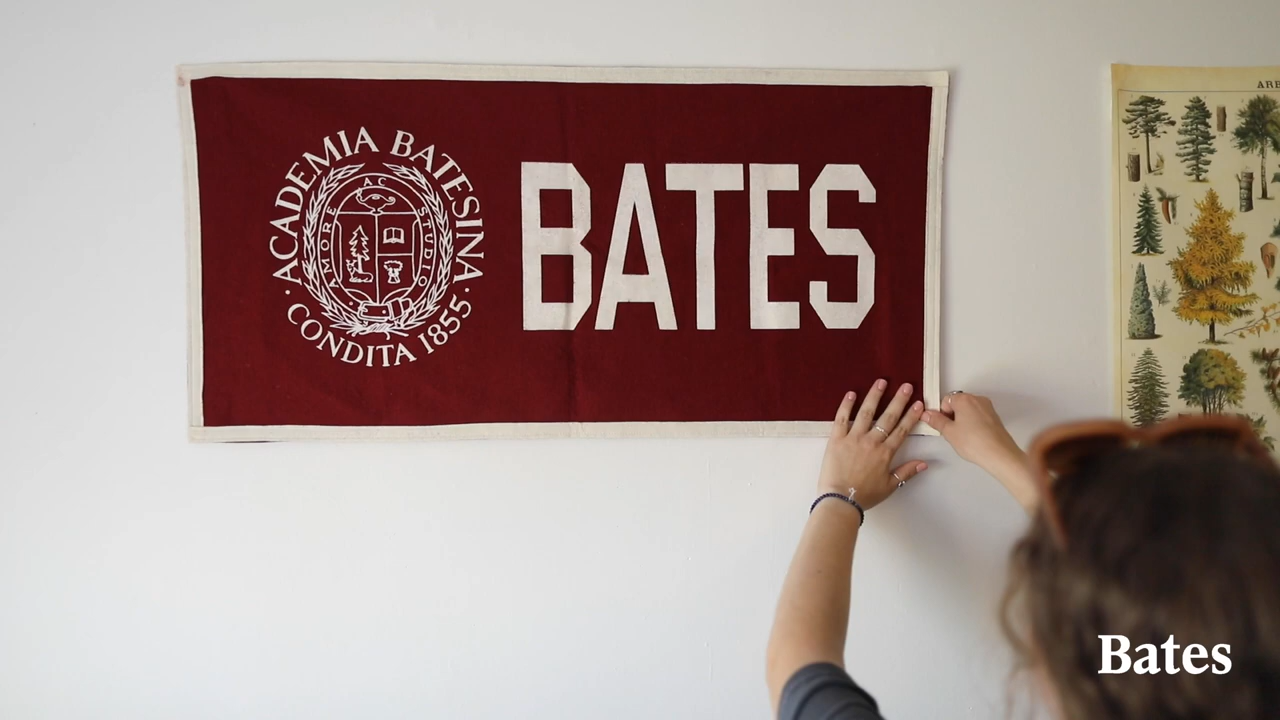 ACADEMIA BATESINA
· CONDITA 1855 ·
AMORE AC STUDIO
BATES
Bates